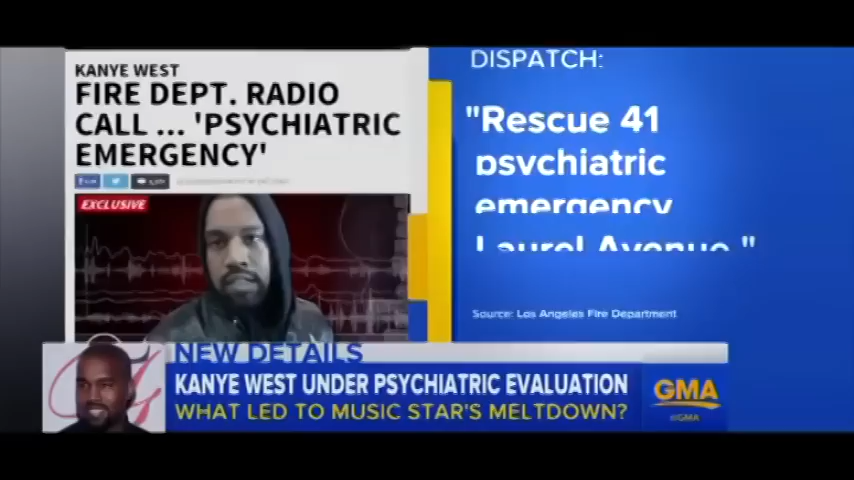 KANYE WEST
FIRE DEPT. RADIO
CALL ... 'PSYCHIATRIC
EMERGENCY'
EXCLUSIVE
DISPATCH:
"Rescue 41
psychiatric
emergency
Laurel Avenue."
Source: Los Angeles Fire Department
NEW DETAILS
KANYE WEST UNDER PSYCHIATRIC EVALUATION
WHAT LED TO MUSIC STAR'S MELTDOWN?
GMA
@GMA